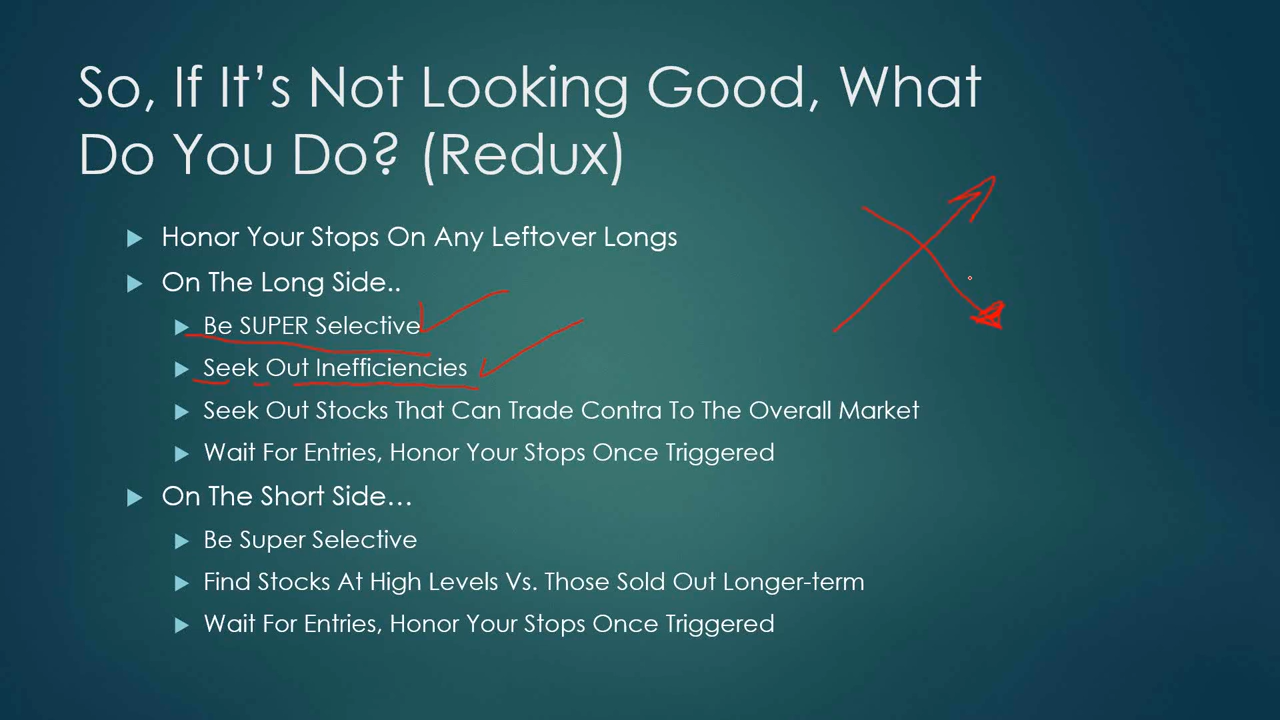 So, If It's Not Looking Good, What
Do You Do? (Redux)
Honor Your Stops On Any Leftover Longs
On The Long Side..
Be SUPER Selective
Seek Out Inefficiencies
Seek Out Stocks That Can Trade Contra To The Overall Market
Wait For Entries, Honor Your Stops Once Triggered
On The Short Side...
Be Super Selective
Find Stocks At High Levels Vs. Those Sold Out Longer-term
Wait For Entries, Honor Your Stops Once Triggered